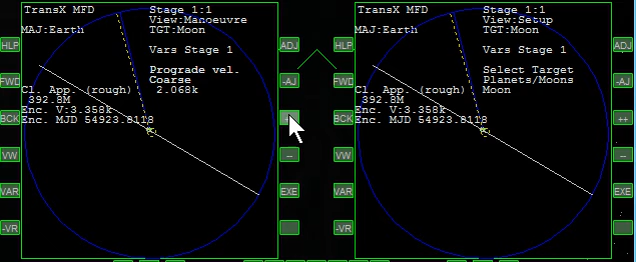 TransX MFD Stage 1:1
View:Manoeuvre
MAJ:Earth TGT:Moon
HLP ADJ
Vars Stage 1
Prograde vel.
FWD Coarse -AJ
Cl. App. (rough) 2.068k
392.8M
Enc. V:3.358k
BCK Enc. MJD 54923.0118
VW --
VAR EXE
-VR
TransX MFD Stage 1:1
View:Setup
MAJ:Earth TGT:Moon
HLP ADJ
Vars Stage 1
Select Target
FWD Planets/Moons -AJ
Cl. App. (rough) Moon
392.8M
Enc. V:3.358k
BCK Enc. MJD 54923.0118 ++
VW --
VAR EXE
-VR